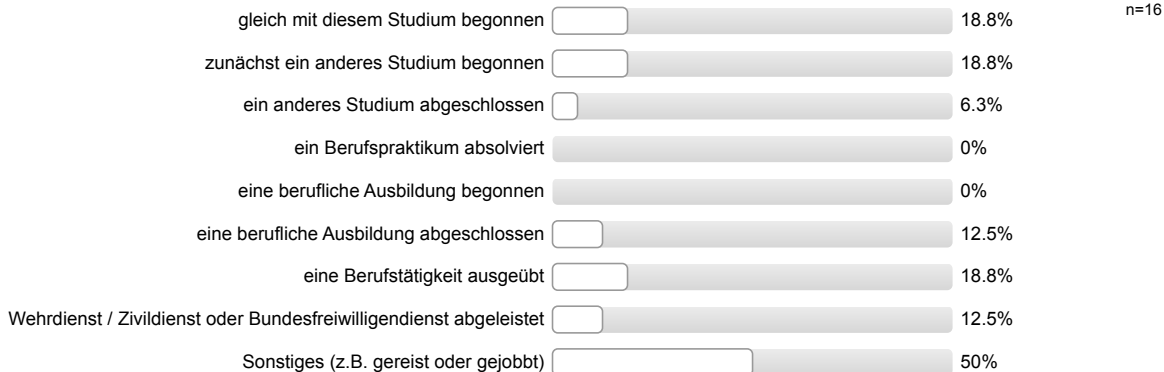 gleich mit diesem Studium begonnen 18.8% n=16
zunächst ein anderes Studium begonnen 18.8%
ein anderes Studium abgeschlossen 6.3%
ein Berufspraktikum absolviert 0%
eine berufliche Ausbildung begonnen 0%
eine berufliche Ausbildung abgeschlossen 12.5%
eine Berufstätigkeit ausgeübt 18.8%
Wehrdienst / Zivildienst oder Bundesfreiwilligendienst abgeleistet 12.5%
Sonstiges (z.B. gereist oder gejobbt) 50%